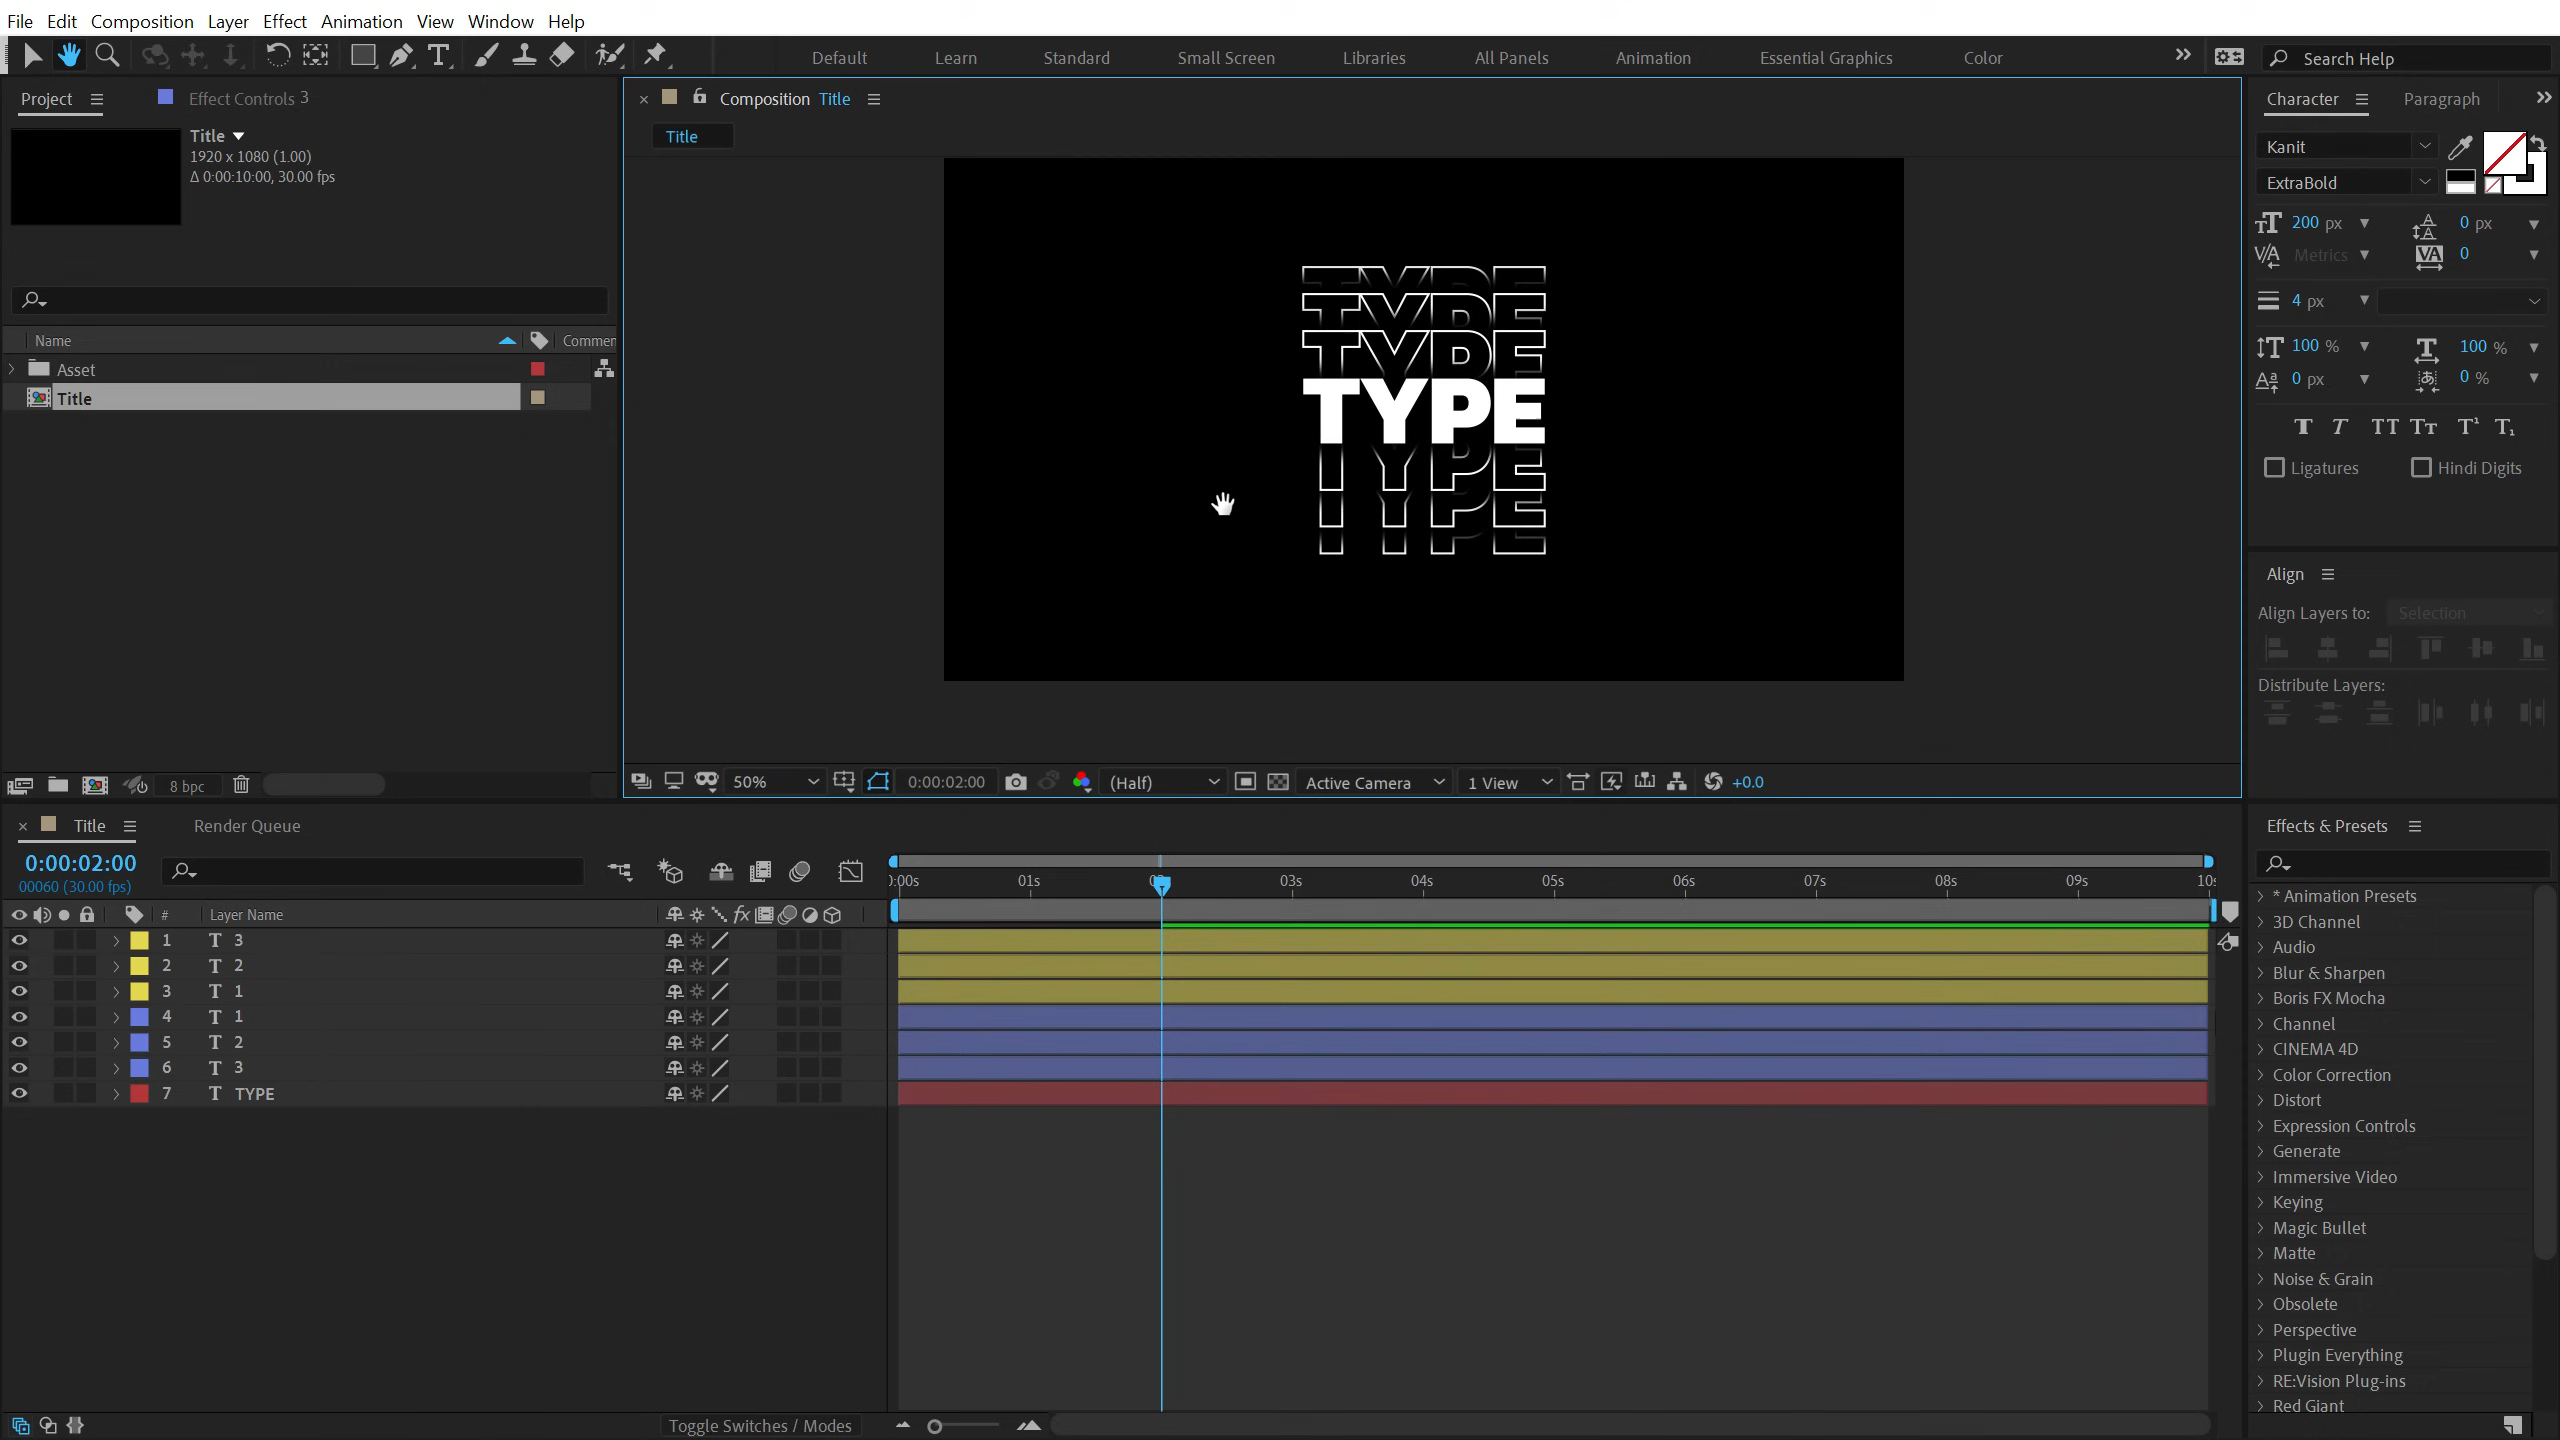 File Edit Composition Layer Effect Animation View Window Help
Default Learn Standard Small Screen Libraries All Panels Animation Essential Graphics Color Search Help
Project Effect Controls 3
Title
1920 x 1080 (1.00)
Δ 0:00:10:00, 30.00 fps
Name Commen
Asset
Title
8 bpc
Composition Title
Title
TYPE
TYPE
TYPE
TYPE
TYPE
TYPE
TYPE
50% 0:00:02:00 (Half) Active Camera 1 View +0.0
Character Paragraph
Kanit
ExtraBold
200 px 0 px
Metrics 0
4 px
100 % 100 %
0 px 0 %
T T TT Tт T¹ T₁
Ligatures Hindi Digits
Align
Align Layers to: Selection
Distribute Layers:
Title Render Queue
0:00:02:00
00060 (30.00 fps)
# Layer Name
1 T 3
2 T 2
3 T 1
4 T 1
5 T 2
6 T 3
7 T TYPE
:00s 01s 03s 04s 05s 06s 07s 08s 09s 10s
Toggle Switches / Modes
Effects & Presets
* Animation Presets
3D Channel
Audio
Blur & Sharpen
Boris FX Mocha
Channel
CINEMA 4D
Color Correction
Distort
Expression Controls
Generate
Immersive Video
Keying
Magic Bullet
Matte
Noise & Grain
Obsolete
Perspective
Plugin Everything
RE:Vision Plug-ins
Red Giant